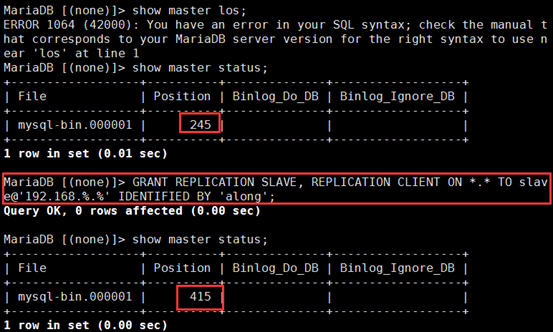 MariaDB [(none)]> show master los;
ERROR 1064 (42000): You have an error in your SQL syntax; check the manual t
hat corresponds to your MariaDB server version for the right syntax to use n
ear 'los' at line 1
MariaDB [(none)]> show master status;
+------------------+----------+--------------+------------------+
| File             | Position | Binlog_Do_DB | Binlog_Ignore_DB |
+------------------+----------+--------------+------------------+
| mysql-bin.000001 |      245 |              |                  |
+------------------+----------+--------------+------------------+
1 row in set (0.01 sec)
MariaDB [(none)]> GRANT REPLICATION SLAVE, REPLICATION CLIENT ON *.* TO slav
e@'192.168.%.%' IDENTIFIED BY 'along';
Query OK, 0 rows affected (0.00 sec)
MariaDB [(none)]> show master status;
+------------------+----------+--------------+------------------+
| File             | Position | Binlog_Do_DB | Binlog_Ignore_DB |
+------------------+----------+--------------+------------------+
| mysql-bin.000001 |      415 |              |                  |
+------------------+----------+--------------+------------------+
1 row in set (0.00 sec)